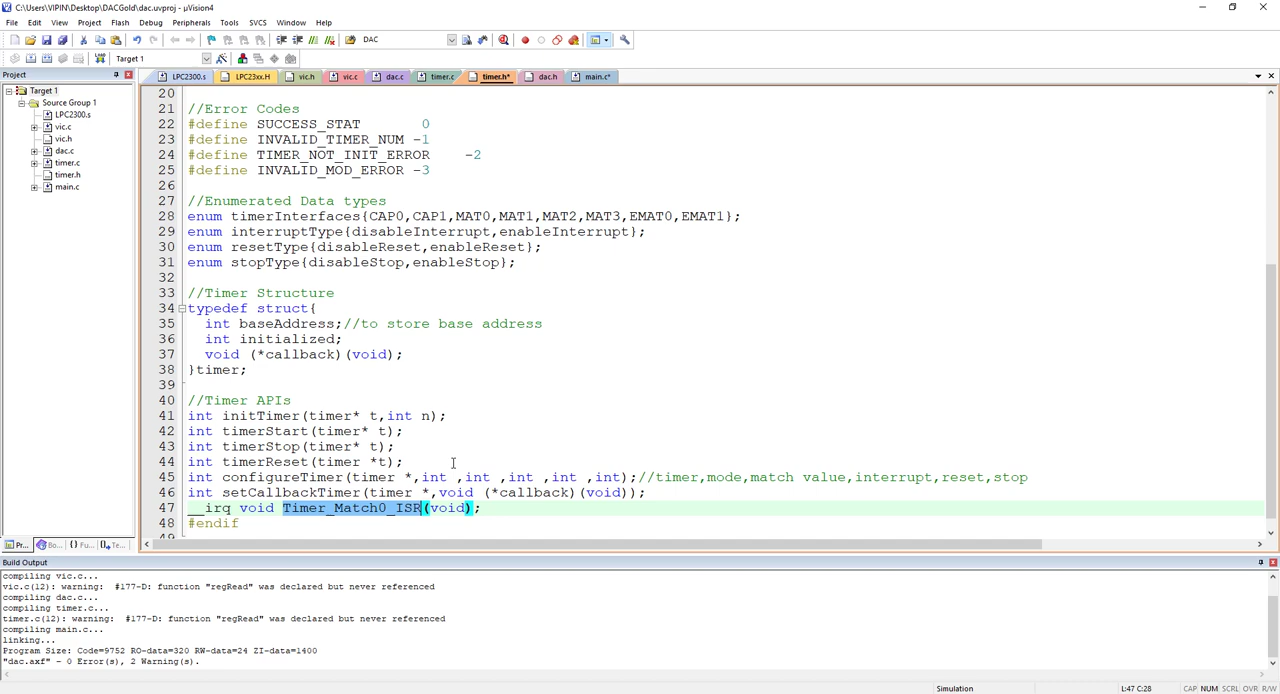 C:\Users\VIPIN\Desktop\DACGold\dac.uvproj - µVision4
File Edit View Project Flash Debug Peripherals Tools SVCS Window Help
DAC
Target 1
Project
LPC2300.s LPC23xx.H vic.h vic.c dac.c timer.c timer.h* dac.h main.c*
Target 1
Source Group 1
LPC2300.s
vic.c
vic.h
dac.c
timer.c
timer.h
main.c
20
21 //Error Codes
22 #define SUCCESS_STAT 0
23 #define INVALID_TIMER_NUM -1
24 #define TIMER_NOT_INIT_ERROR -2
25 #define INVALID_MOD_ERROR -3
26
27 //Enumerated Data types
28 enum timerInterfaces{CAP0,CAP1,MAT0,MAT1,MAT2,MAT3,EMAT0,EMAT1};
29 enum interruptType{disableInterrupt,enableInterrupt};
30 enum resetType{disableReset,enableReset};
31 enum stopType{disableStop,enableStop};
32
33 //Timer Structure
34 typedef struct{
35 int baseAddress;//to store base address
36 int initialized;
37 void (*callback)(void);
38 }timer;
39
40 //Timer APIs
41 int initTimer(timer* t,int n);
42 int timerStart(timer* t);
43 int timerStop(timer* t);
44 int timerReset(timer *t);
45 int configureTimer(timer *,int ,int ,int ,int ,int);//timer,mode,match value,interrupt,reset,stop
46 int setCallbackTimer(timer *,void (*callback)(void));
47 __irq void Timer_Match0_ISR(void);
48 #endif
49
Pr... Bo... {} Fu... Te...
Build Output
compiling vic.c...
vic.c(12): warning: #177-D: function "regRead" was declared but never referenced
compiling dac.c...
compiling timer.c...
timer.c(12): warning: #177-D: function "regRead" was declared but never referenced
compiling main.c...
linking...
Program Size: Code=9752 RO-data=320 RW-data=24 ZI-data=1400
"dac.axf" - 0 Error(s), 2 Warning(s).
Simulation L:47 C:28 CAP NUM SCRL OVR R/W